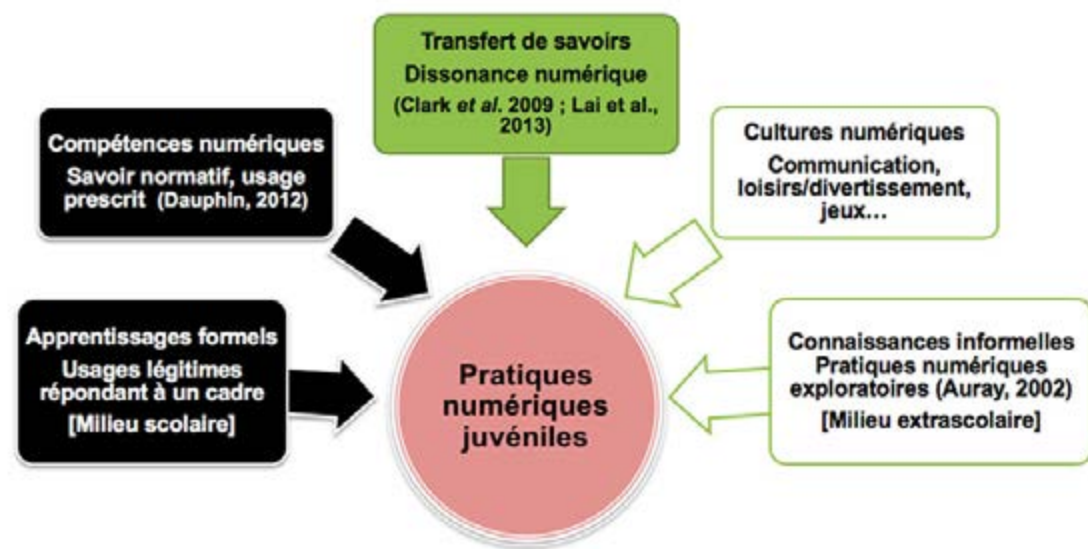 Transfert de savoirs
Dissonance numérique
(Clark et al. 2009 ; Lai et al.,
2013)
Compétences numériques
Savoir normatif, usage
prescrit (Dauphin, 2012)
Cultures numériques
Communication,
loisirs/divertissement,
jeux…
Apprentissages formels
Usages légitimes
répondant à un cadre
[Milieu scolaire]
Pratiques
numériques
juvéniles
Connaissances informelles
Pratiques numériques
exploratoires (Auray, 2002)
[Milieu extrascolaire]